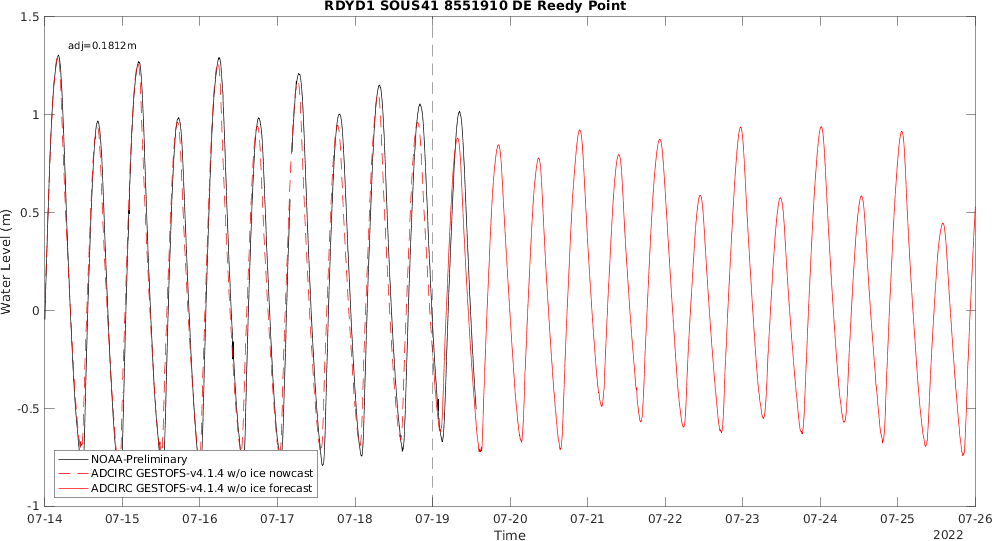 RDYD1 SOUS41 8551910 DE Reedy Point
1.5
adj=0.1812m
1
0.5
Water Level (m)
0
-0.5
NOAA-Preliminary
ADCIRC GESTOFS-v4.1.4 w/o ice nowcast
ADCIRC GESTOFS-v4.1.4 w/o ice forecast
-1
07-14 07-15 07-16 07-17 07-18 07-19 07-20 07-21 07-22 07-23 07-24 07-25 07-26
Time 2022